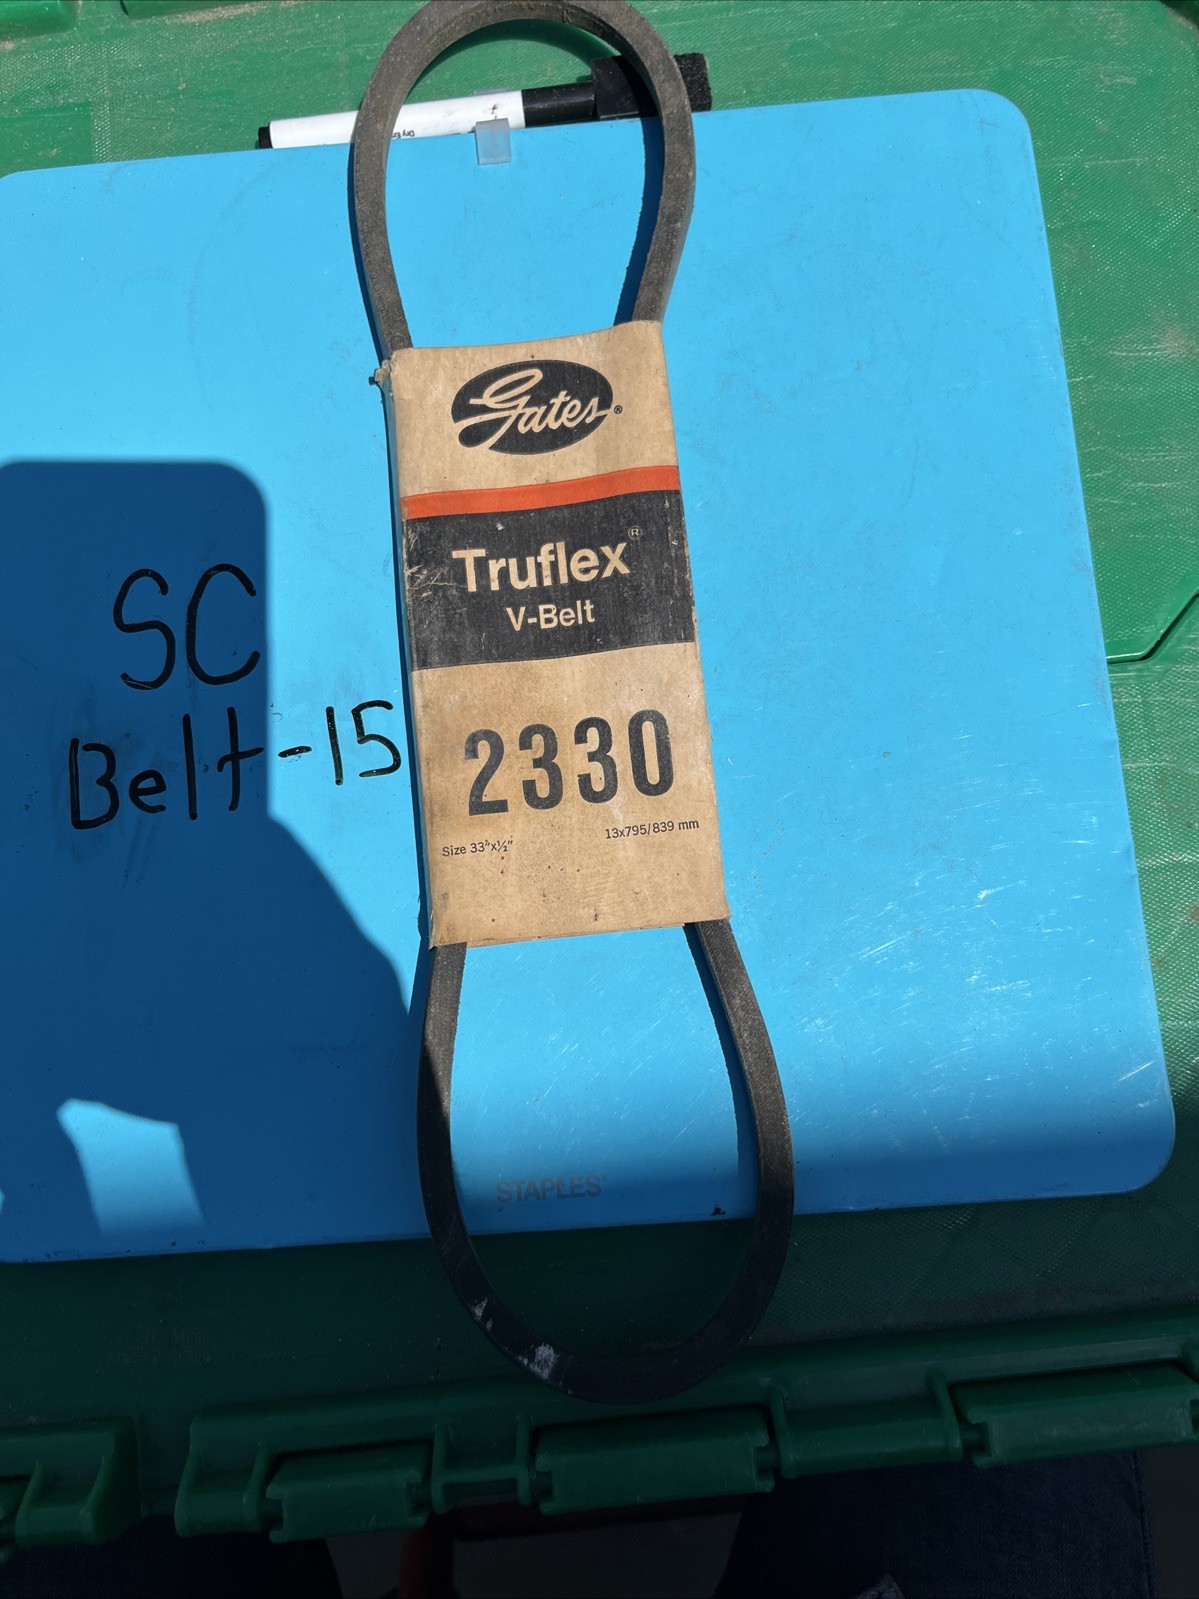 Gates®
Truflex®
V-Belt
2330
Size 33"x½"
13x795/839 mm
SC
Belt-15
STAPLES